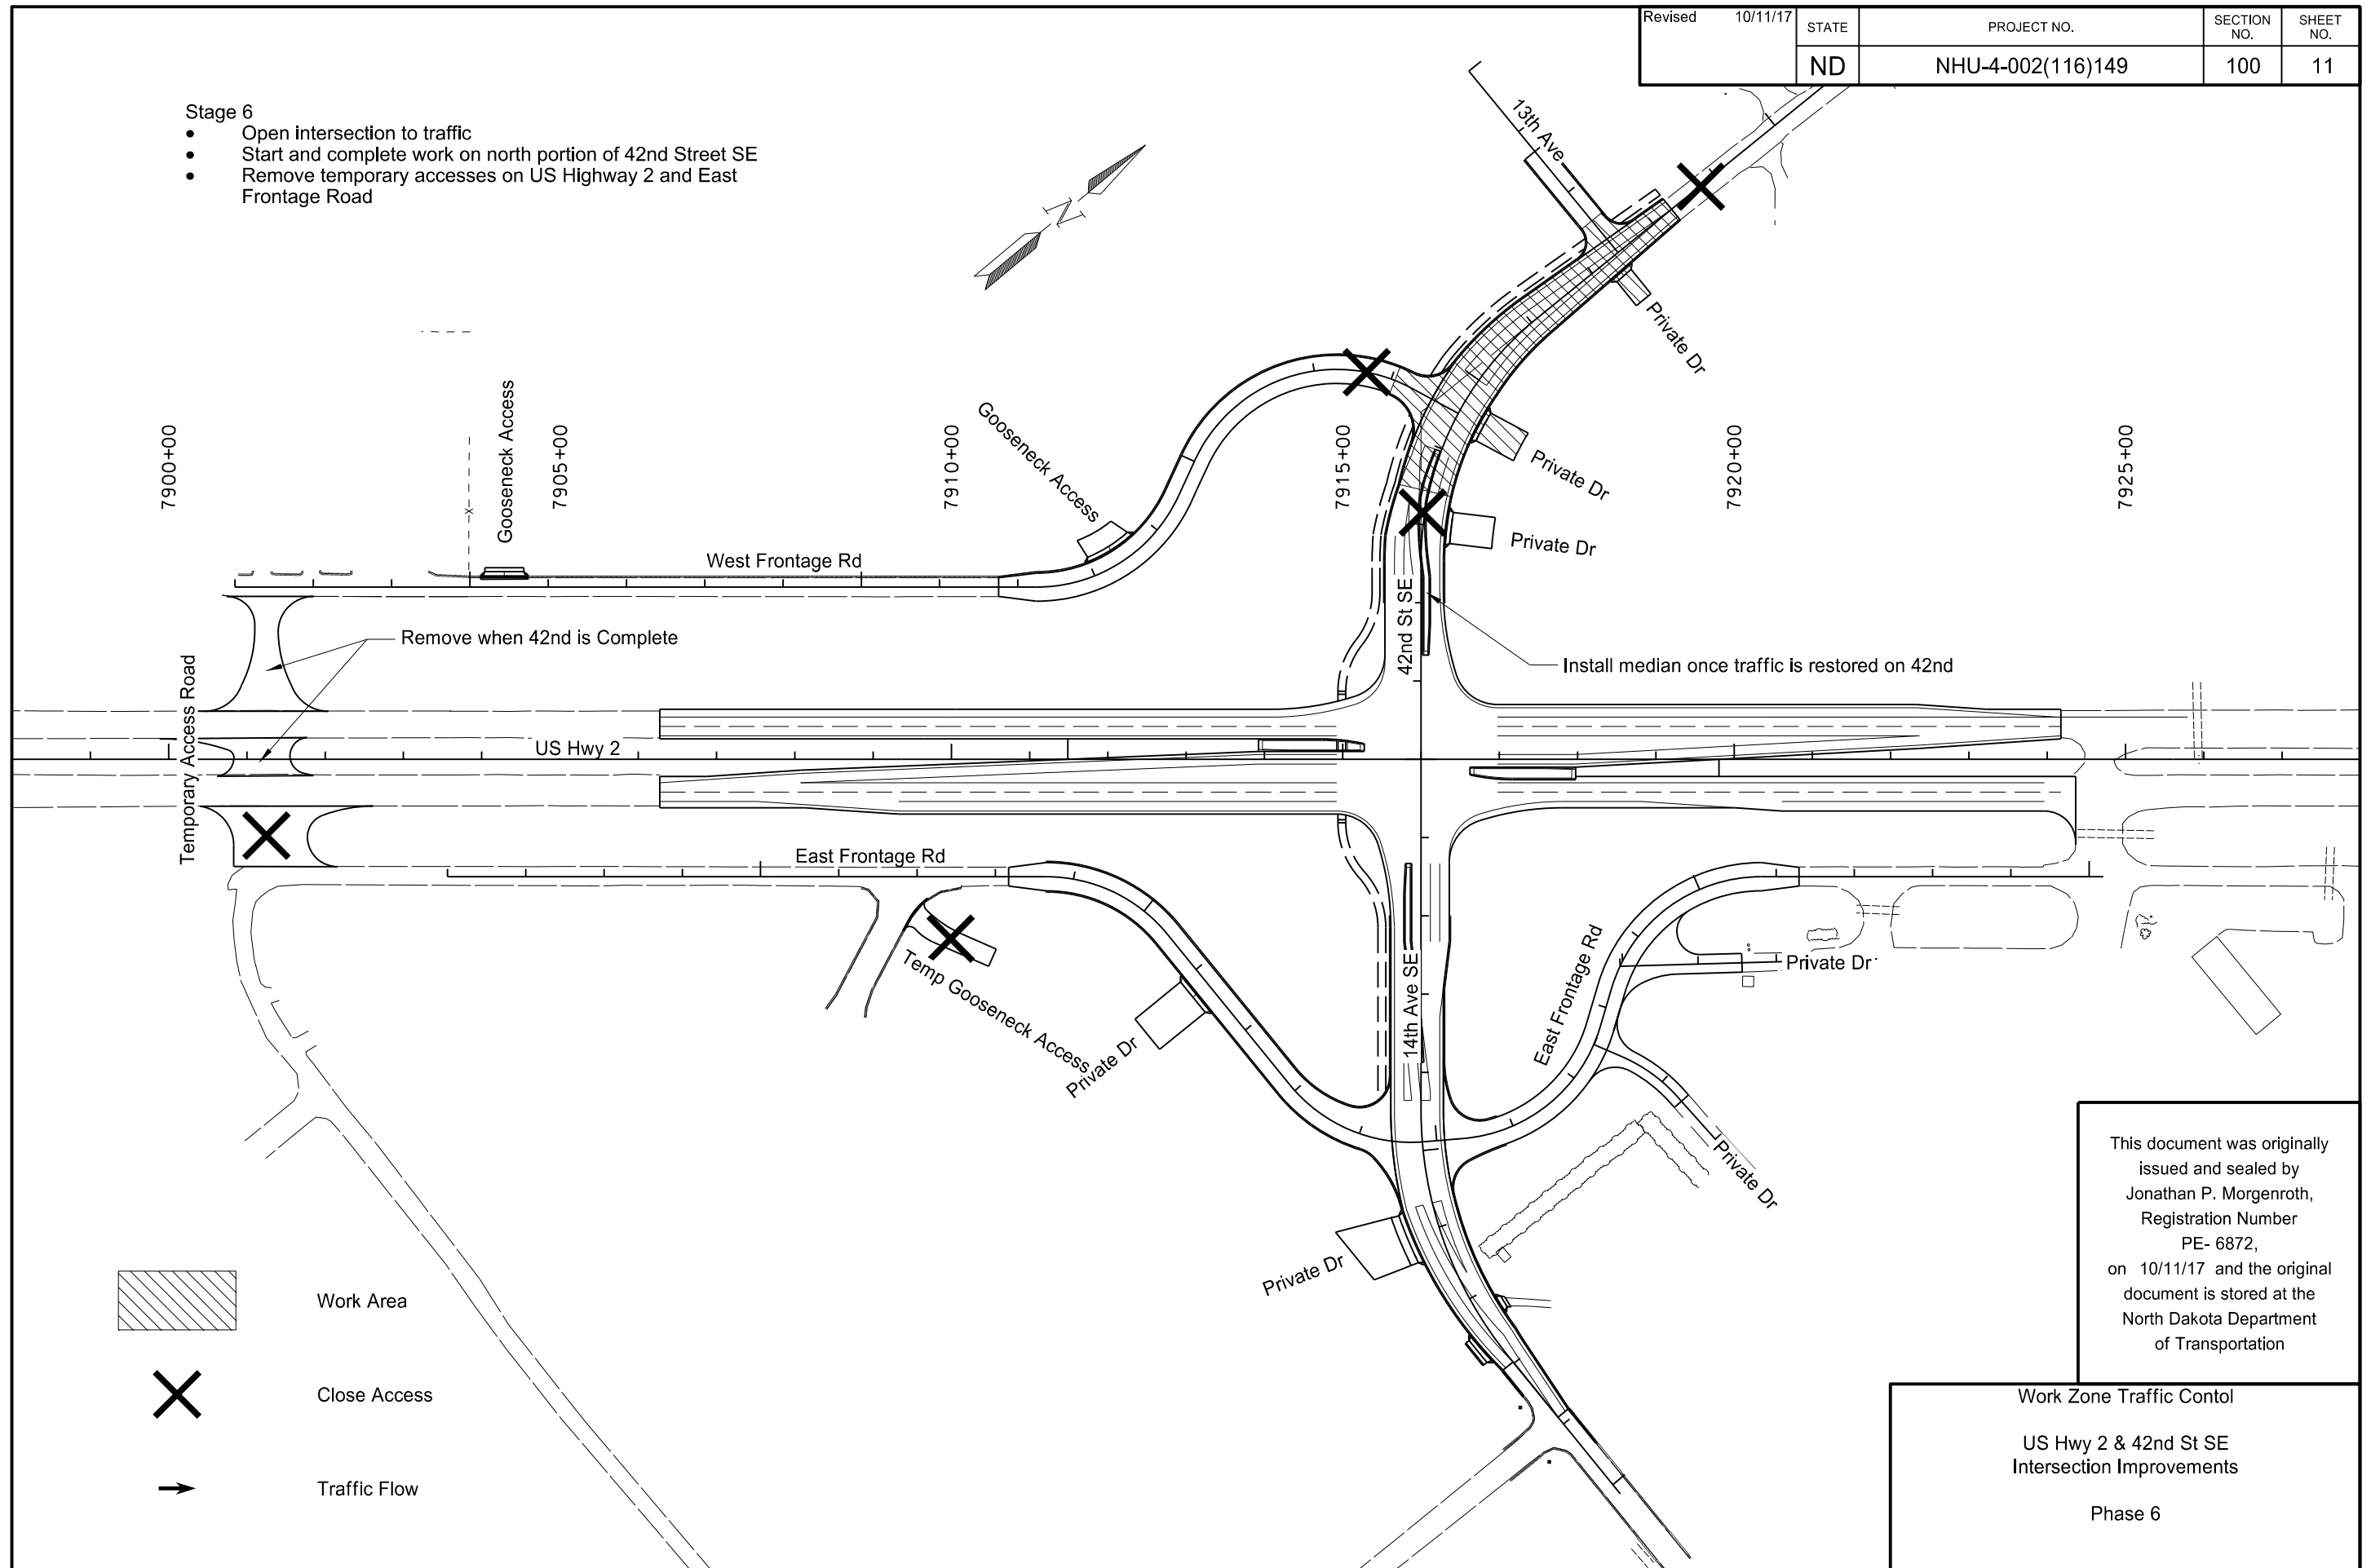 Revised 10/11/17
STATE
PROJECT NO.
SECTION
NO.
SHEET
NO.
ND
NHU-4-002(116)149
100
11
Stage 6
• Open intersection to traffic
• Start and complete work on north portion of 42nd Street SE
• Remove temporary accesses on US Highway 2 and East
Frontage Road
N
13th Ave
Private Dr
Gooseneck Access
Gooseneck Access
7900+00
7905+00
7910+00
7915+00
7920+00
7925+00
Private Dr
Private Dr
West Frontage Rd
x
42nd St SE
Remove when 42nd is Complete
Install median once traffic is restored on 42nd
Temporary Access Road
US Hwy 2
East Frontage Rd
Temp Gooseneck Access
Private Dr
14th Ave SE
East Frontage Rd
Private Dr
Private Dr
Private Dr
Work Area
Close Access
Traffic Flow
This document was originally
issued and sealed by
Jonathan P. Morgenroth,
Registration Number
PE- 6872,
on 10/11/17 and the original
document is stored at the
North Dakota Department
of Transportation
Work Zone Traffic Contol
US Hwy 2 & 42nd St SE
Intersection Improvements
Phase 6